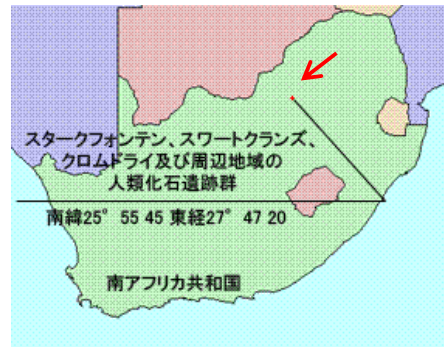 スタークフォンテン、スワートクランズ、
クロムドライ及び周辺地域の
人類化石遺跡群
南緯25° 55 45 東経27° 47 20
南アフリカ共和国